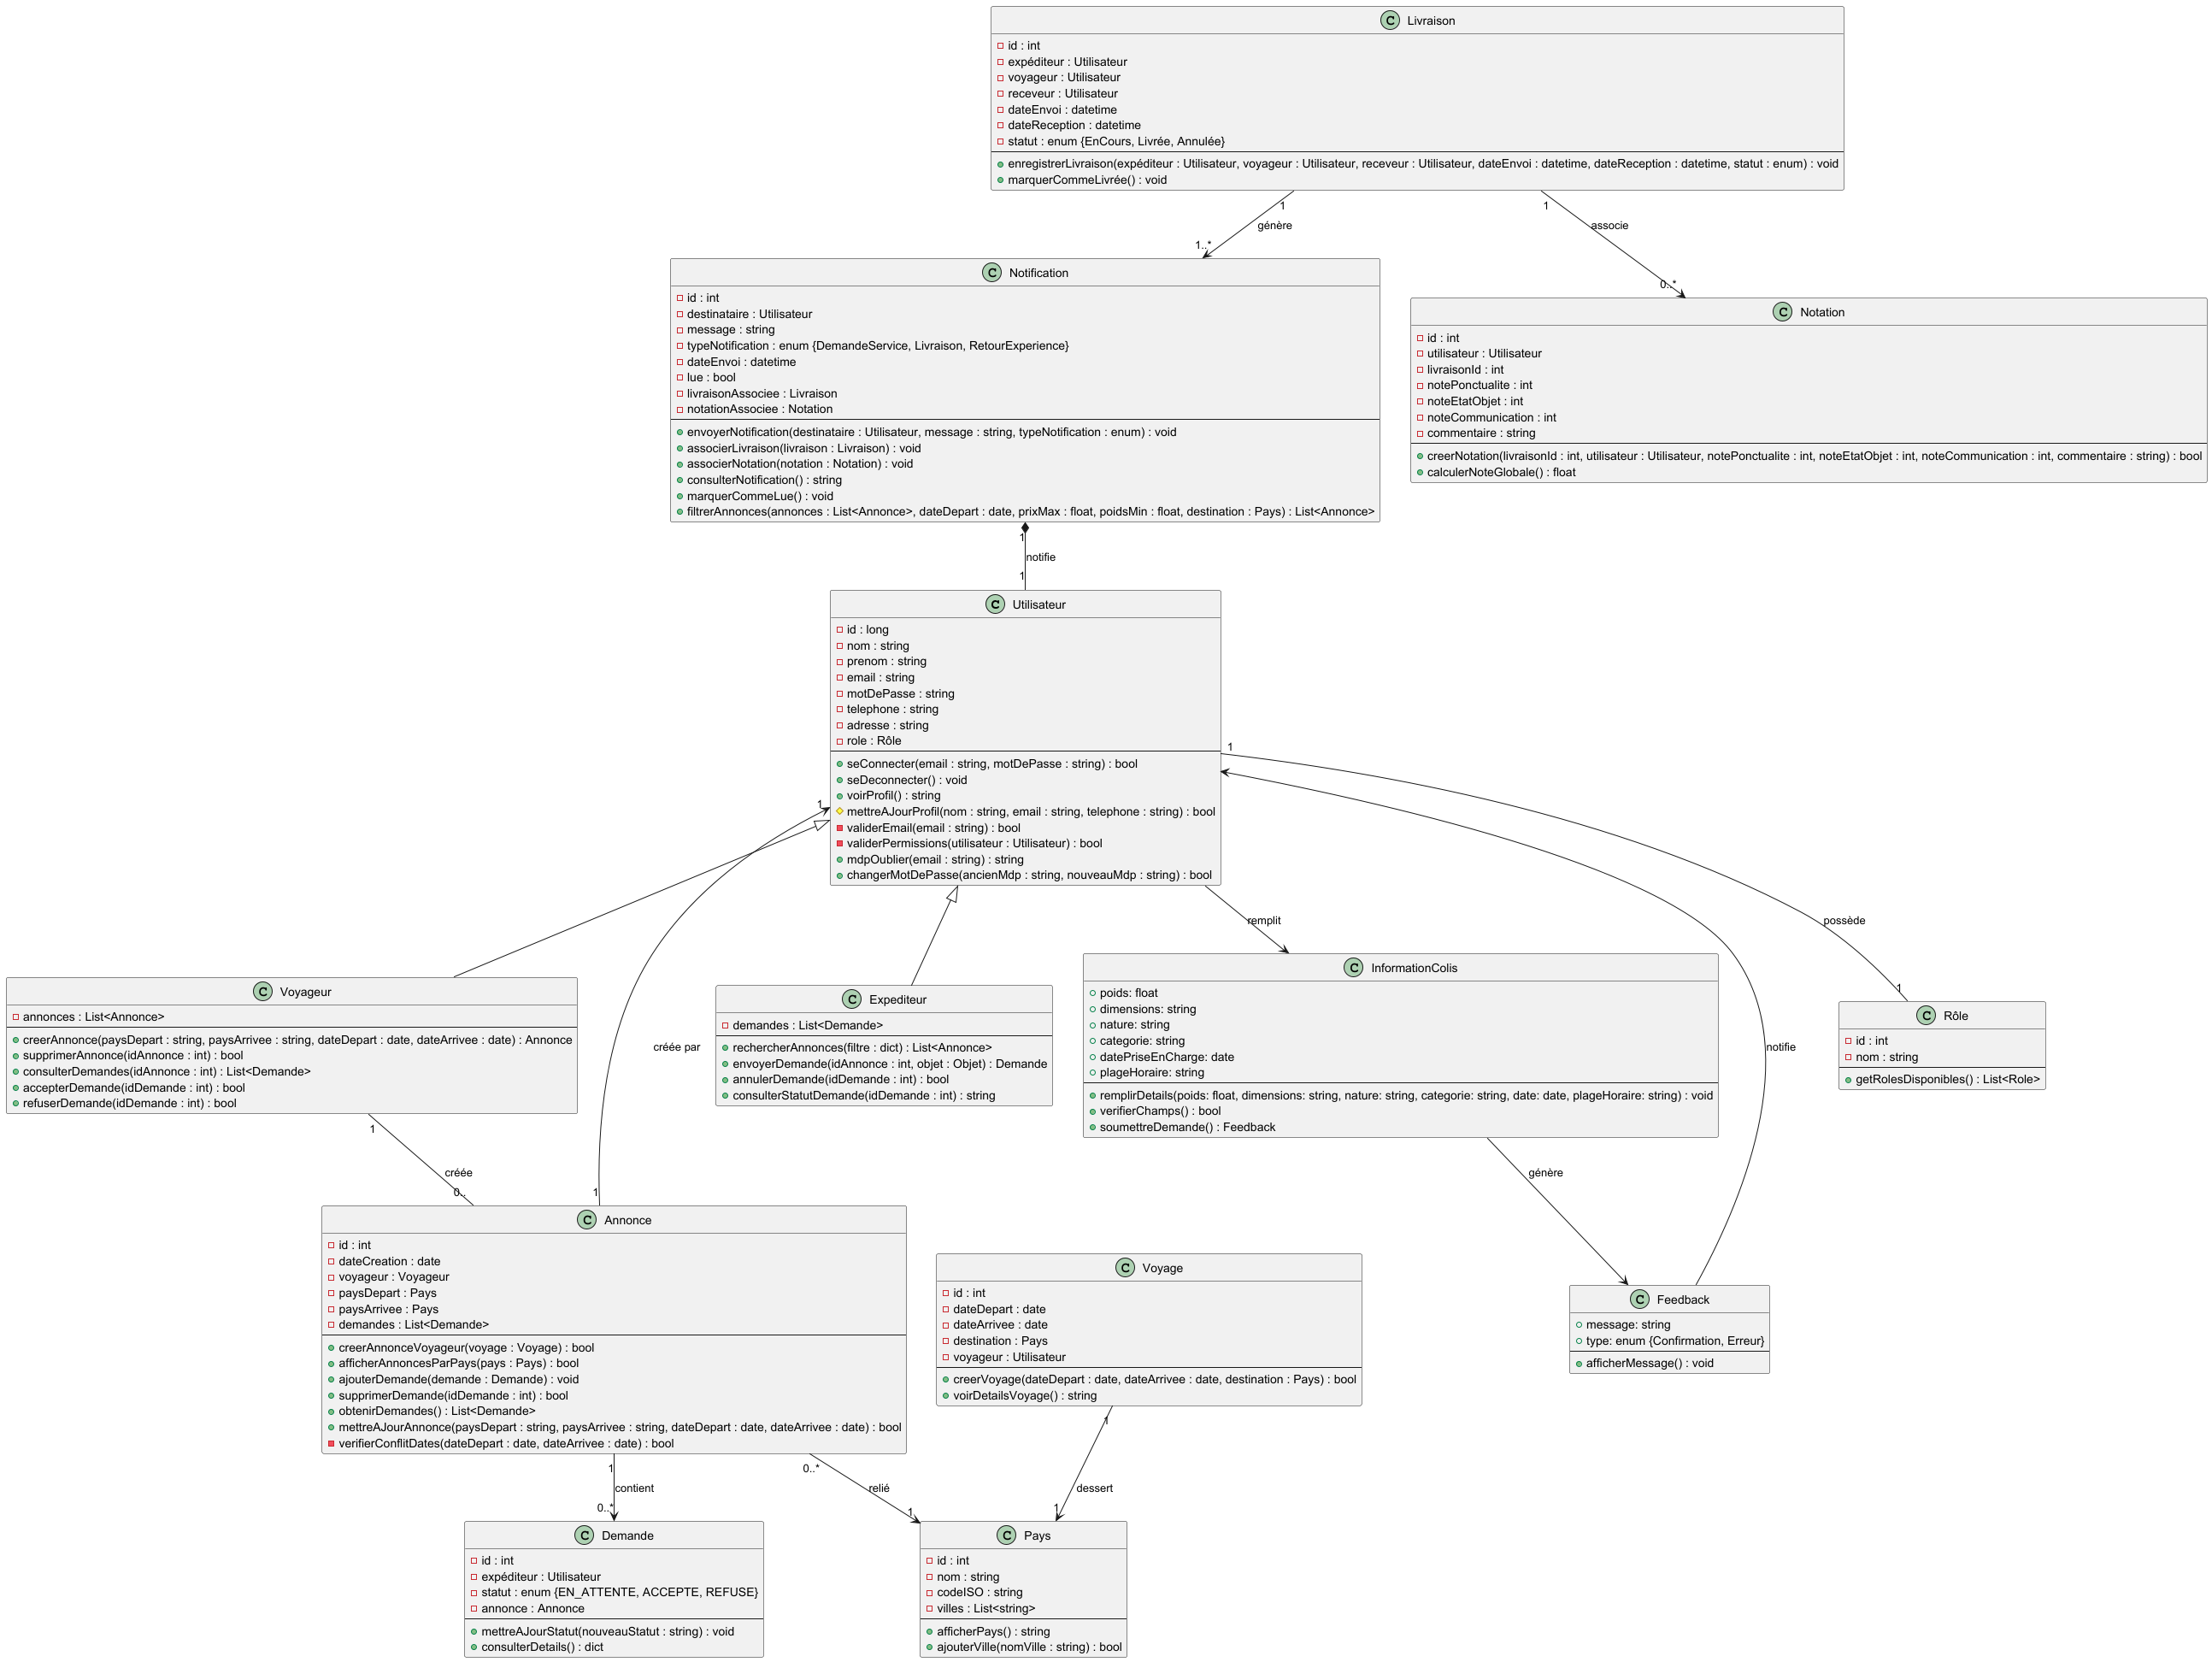 Livraison
id : int
expéditeur : Utilisateur
voyageur : Utilisateur
receveur : Utilisateur
dateEnvoi : datetime
dateReception : datetime
statut : enum {EnCours, Livrée, Annulée}
enregistrerLivraison(expéditeur : Utilisateur, voyageur : Utilisateur, receveur : Utilisateur, dateEnvoi : datetime, dateReception : datetime, statut : enum) : void
marquerCommeLivrée() : void
1
génère
1..*
1
associe
0..*
Notification
id : int
destinataire : Utilisateur
message : string
typeNotification : enum {DemandeService, Livraison, RetourExperience}
dateEnvoi : datetime
lue : bool
livraisonAssociee : Livraison
notationAssociee : Notation
envoyerNotification(destinataire : Utilisateur, message : string, typeNotification : enum) : void
associerLivraison(livraison : Livraison) : void
associerNotation(notation : Notation) : void
consulterNotification() : string
marquerCommeLue() : void
filtrerAnnonces(annonces : List<Annonce>, dateDepart : date, prixMax : float, poidsMin : float, destination : Pays) : List<Annonce>
Notation
id : int
utilisateur : Utilisateur
livraisonId : int
notePonctualite : int
noteEtatObjet : int
noteCommunication : int
commentaire : string
creerNotation(livraisonId : int, utilisateur : Utilisateur, notePonctualite : int, noteEtatObjet : int, noteCommunication : int, commentaire : string) : bool
calculerNoteGlobale() : float
1
notifie
1
Utilisateur
id : long
nom : string
prenom : string
email : string
motDePasse : string
telephone : string
adresse : string
role : Rôle
seConnecter(email : string, motDePasse : string) : bool
seDeconnecter() : void
voirProfil() : string
mettreAJourProfil(nom : string, email : string, telephone : string) : bool
validerEmail(email : string) : bool
validerPermissions(utilisateur : Utilisateur) : bool
mdpOublier(email : string) : string
changerMotDePasse(ancienMdp : string, nouveauMdp : string) : bool
1
1
remplit
possède
1
créée par
1
notifie
Voyageur
annonces : List<Annonce>
creerAnnonce(paysDepart : string, paysArrivee : string, dateDepart : date, dateArrivee : date) : Annonce
supprimerAnnonce(idAnnonce : int) : bool
consulterDemandes(idAnnonce : int) : List<Demande>
accepterDemande(idDemande : int) : bool
refuserDemande(idDemande : int) : bool
Expediteur
demandes : List<Demande>
rechercherAnnonces(filtre : dict) : List<Annonce>
envoyerDemande(idAnnonce : int, objet : Objet) : Demande
annulerDemande(idDemande : int) : bool
consulterStatutDemande(idDemande : int) : string
InformationColis
poids: float
dimensions: string
nature: string
categorie: string
datePriseEnCharge: date
plageHoraire: string
remplirDetails(poids: float, dimensions: string, nature: string, categorie: string, date: date, plageHoraire: string) : void
verifierChamps() : bool
soumettreDemande() : Feedback
Rôle
id : int
nom : string
getRolesDisponibles() : List<Role>
1
créée
0..
génère
Annonce
id : int
dateCreation : date
voyageur : Voyageur
paysDepart : Pays
paysArrivee : Pays
demandes : List<Demande>
creerAnnonceVoyageur(voyage : Voyage) : bool
afficherAnnoncesParPays(pays : Pays) : bool
ajouterDemande(demande : Demande) : void
supprimerDemande(idDemande : int) : bool
obtenirDemandes() : List<Demande>
mettreAJourAnnonce(paysDepart : string, paysArrivee : string, dateDepart : date, dateArrivee : date) : bool
verifierConflitDates(dateDepart : date, dateArrivee : date) : bool
Voyage
id : int
dateDepart : date
dateArrivee : date
destination : Pays
voyageur : Utilisateur
creerVoyage(dateDepart : date, dateArrivee : date, destination : Pays) : bool
voirDetailsVoyage() : string
Feedback
message: string
type: enum {Confirmation, Erreur}
afficherMessage() : void
1
contient
0..*
0..*
relié
1
1
dessert
1
Demande
id : int
expéditeur : Utilisateur
statut : enum {EN_ATTENTE, ACCEPTE, REFUSE}
annonce : Annonce
mettreAJourStatut(nouveauStatut : string) : void
consulterDetails() : dict
Pays
id : int
nom : string
codeISO : string
villes : List<string>
afficherPays() : string
ajouterVille(nomVille : string) : bool